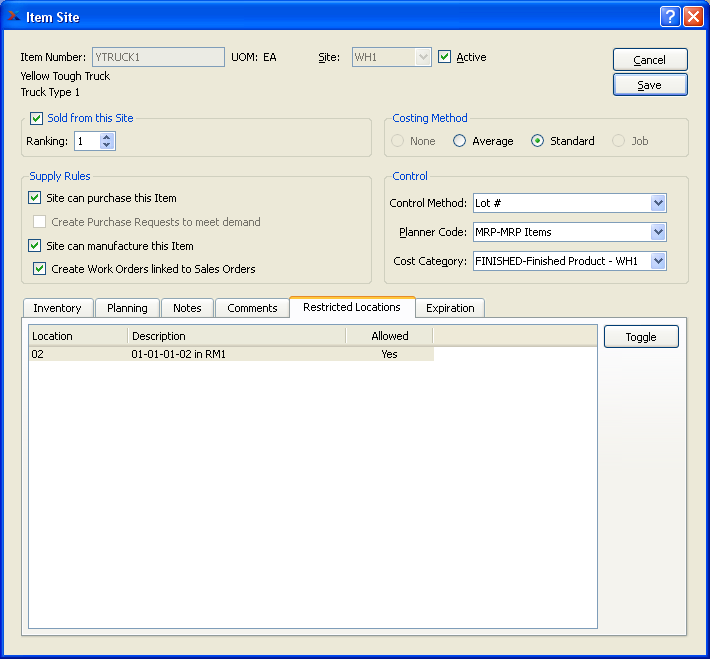 Item Site
Item Number: YTRUCK1 UOM: EA Site: WH1 Active
Yellow Tough Truck
Truck Type 1
Cancel
Save
Sold from this Site
Ranking: 1
Costing Method
None Average Standard Job
Supply Rules
Site can purchase this Item
Create Purchase Requests to meet demand
Site can manufacture this Item
Create Work Orders linked to Sales Orders
Control
Control Method: Lot #
Planner Code: MRP-MRP Items
Cost Category: FINISHED-Finished Product - WH1
Inventory Planning Notes Comments Restricted Locations Expiration
Location Description Allowed
02 01-01-01-02 in RM1 Yes
Toggle